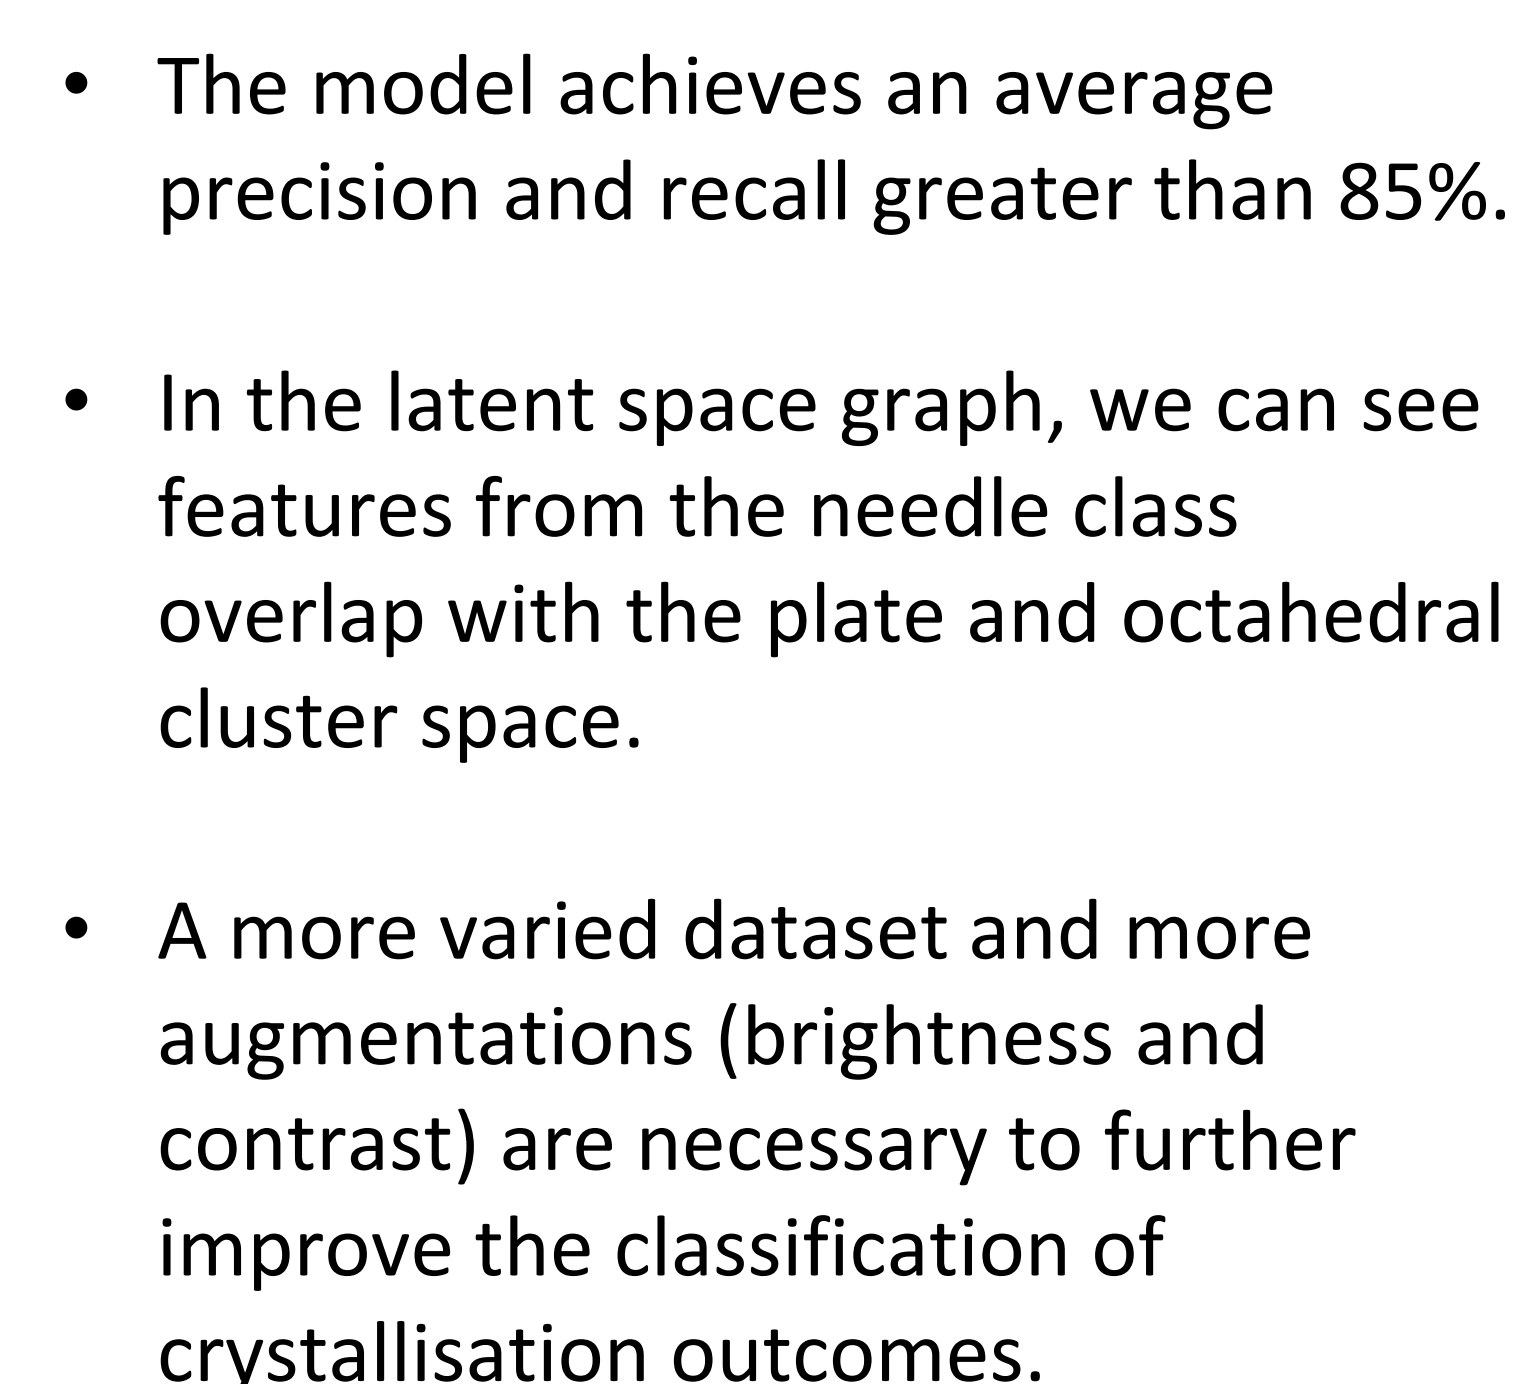 • The model achieves an average
precision and recall greater than 85%.
• In the latent space graph, we can see
features from the needle class
overlap with the plate and octahedral
cluster space.
• A more varied dataset and more
augmentations (brightness and
contrast) are necessary to further
improve the classification of
crystallisation outcomes.